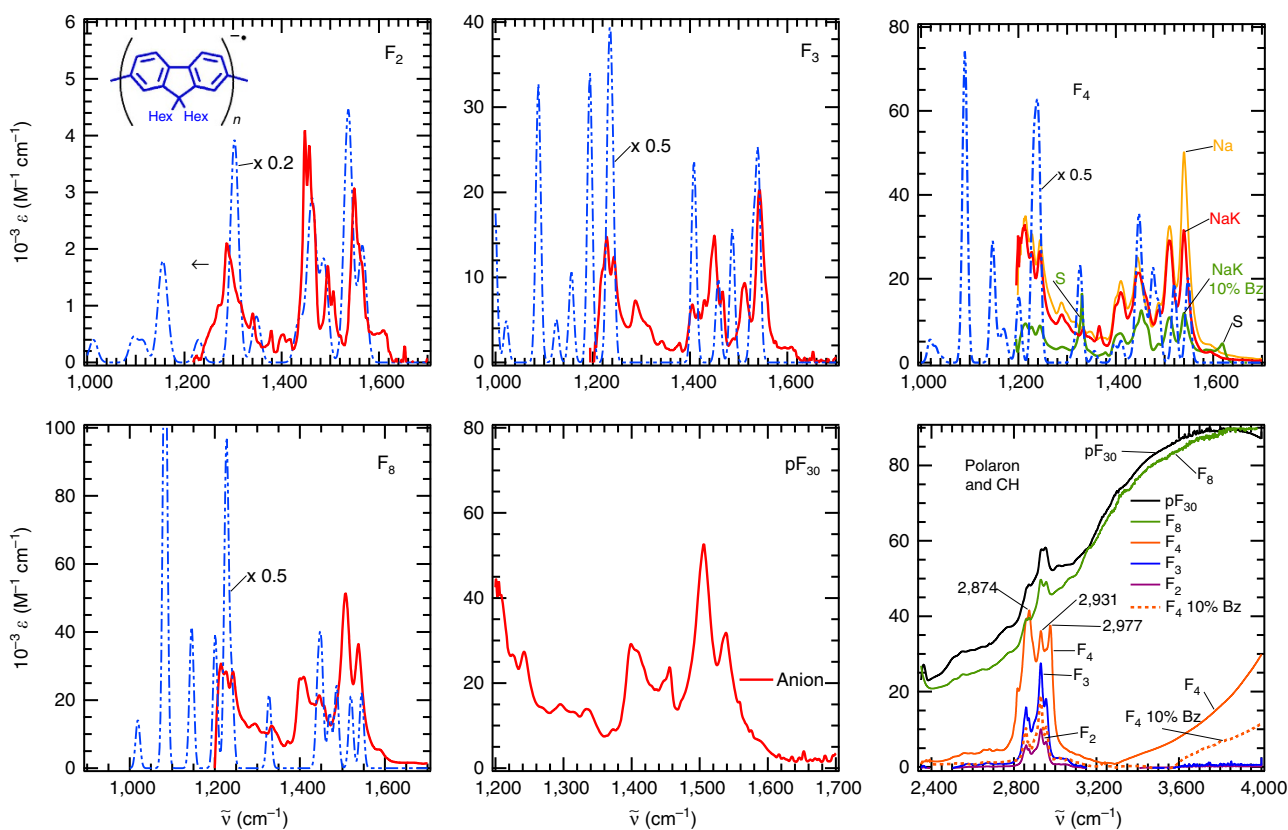 6
5
4
3
2
1
0
10⁻³ ε (M⁻¹ cm⁻¹)
F₂
−•
n
Hex Hex
x 0.2
←
1,000 1,200 1,400 1,600
40
30
20
10
0
F₃
x 0.5
1,000 1,200 1,400 1,600
80
60
40
20
0
F₄
Na
x 0.5
NaK
NaK
10% Bz
S
S
1,000 1,200 1,400 1,600
100
80
60
40
20
0
10⁻³ ε (M⁻¹ cm⁻¹)
F₈
x 0.5
1,000 1,200 1,400 1,600
ṽ (cm⁻¹)
80
60
40
20
0
pF₃₀
Anion
1,200 1,300 1,400 1,500 1,600 1,700
ṽ (cm⁻¹)
80
60
40
20
0
Polaron
and CH
pF₃₀
F₈
pF₃₀
F₈
F₄
F₃
F₂
F₄ 10% Bz
2,874
2,931
2,977
F₄
F₃
F₂
F₄
F₄ 10% Bz
2,400 2,800 3,200 3,600 4,000
ṽ (cm⁻¹)